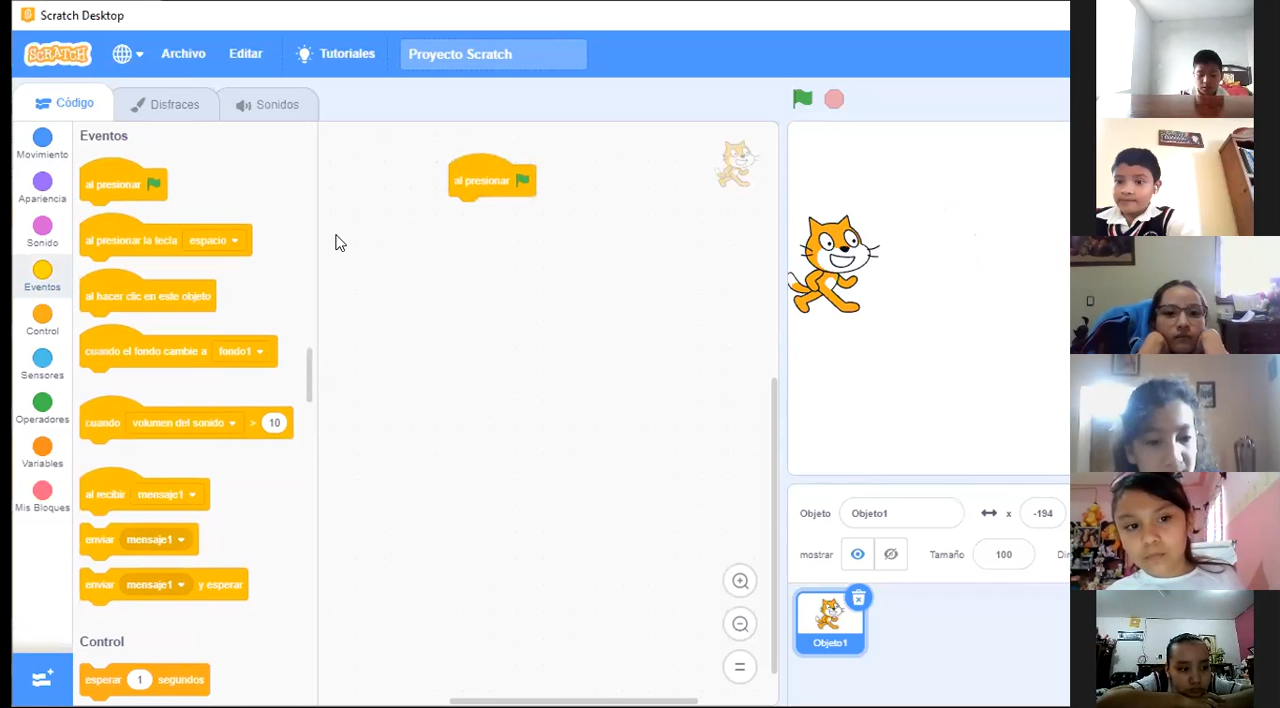 Scratch Desktop
SCRATCH
Archivo
Editar
Tutoriales
Proyecto Scratch
Código
Disfraces
Sonidos
Movimiento
Apariencia
Sonido
Eventos
Control
Sensores
Operadores
Variables
Mis Bloques
Eventos
al presionar
al presionar la tecla espacio
al hacer clic en este objeto
cuando el fondo cambie a fondo1
cuando volumen del sonido > 10
al recibir mensaje1
enviar mensaje1
enviar mensaje1 y esperar
Control
esperar 1 segundos
al presionar
Objeto Objeto1
x -194
mostrar
Tamaño 100
Objeto1